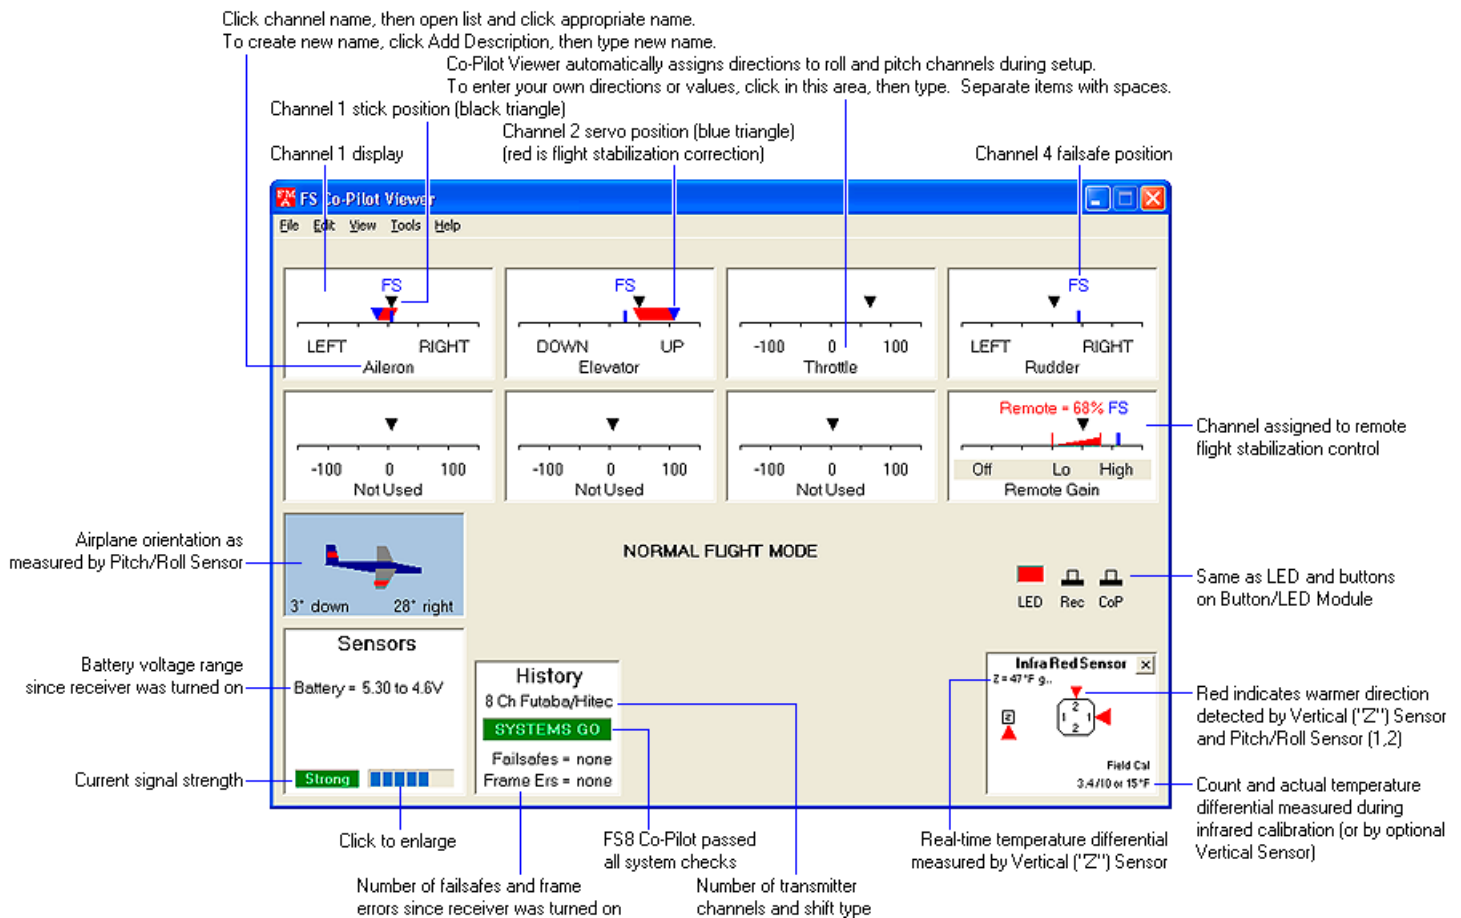 Click channel name, then open list and click appropriate name.
To create new name, click Add Description, then type new name.
Co-Pilot Viewer automatically assigns directions to roll and pitch channels during setup.
To enter your own directions or values, click in this area, then type. Separate items with spaces.
Channel 1 stick position (black triangle)
Channel 2 servo position (blue triangle)
(red is flight stabilization correction)
Channel 1 display
Channel 4 failsafe position
FMA FS Co-Pilot Viewer
File Edit View Tools Help
FS
LEFT RIGHT
Aileron
FS
DOWN UP
Elevator
-100 0 100
Throttle
FS
LEFT RIGHT
Rudder
-100 0 100
Not Used
-100 0 100
Not Used
-100 0 100
Not Used
Remote = 68% FS
Off Lo High
Remote Gain
Channel assigned to remote
flight stabilization control
Airplane orientation as
measured by Pitch/Roll Sensor
3° down 28° right
NORMAL FLIGHT MODE
LED Rec CoP
Same as LED and buttons
on Button/LED Module
Sensors
Battery = 5.30 to 4.6V
Strong
Battery voltage range
since receiver was turned on
Current signal strength
History
8 Ch Futaba/Hitec
SYSTEMS GO
Failsafes = none
Frame Ers = none
Infra Red Sensor
Z = 47°F g..
2
1 1
2
Z
Field Cal
3.4/10 or 15°F
Red indicates warmer direction
detected by Vertical ("Z") Sensor
and Pitch/Roll Sensor (1,2)
Count and actual temperature
differential measured during
infrared calibration (or by optional
Vertical Sensor)
Click to enlarge
FS8 Co-Pilot passed
all system checks
Real-time temperature differential
measured by Vertical ("Z") Sensor
Number of failsafes and frame
errors since receiver was turned on
Number of transmitter
channels and shift type